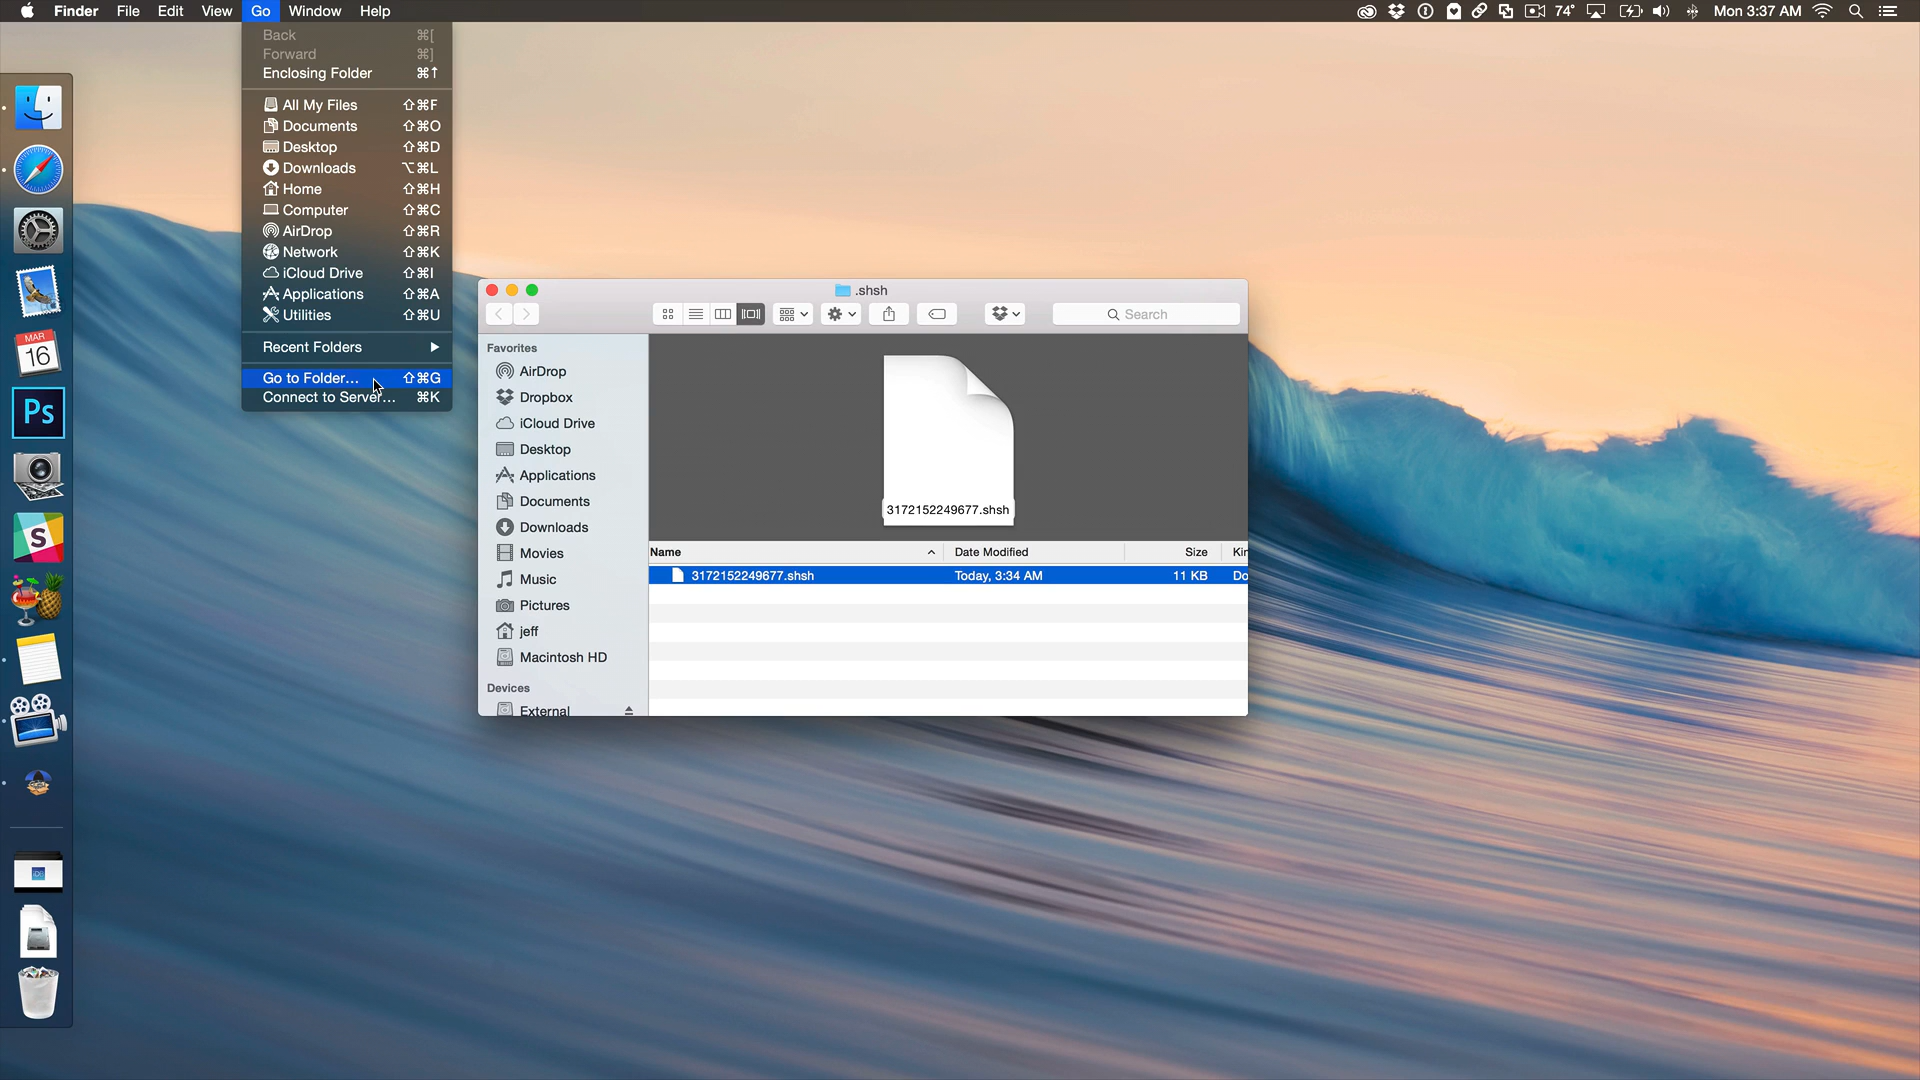 Finder File Edit View Go Window Help 74° Mon 3:37 AM
Back ⌘[
Forward ⌘]
Enclosing Folder ⌘↑
All My Files ⇧⌘F
Documents ⇧⌘O
Desktop ⇧⌘D
Downloads ⌥⌘L
Home ⇧⌘H
Computer ⇧⌘C
AirDrop ⇧⌘R
Network ⇧⌘K
iCloud Drive ⇧⌘I
Applications ⇧⌘A
Utilities ⇧⌘U
Recent Folders ▶
Go to Folder... ⇧⌘G
Connect to Server... ⌘K
MAR
16
Ps
S
.shsh
Search
Favorites
AirDrop
Dropbox
iCloud Drive
Desktop
Applications
Documents
Downloads
Movies
Music
Pictures
jeff
Macintosh HD
Devices
External
3172152249677.shsh
Name Date Modified Size Kin
3172152249677.shsh Today, 3:34 AM 11 KB Do